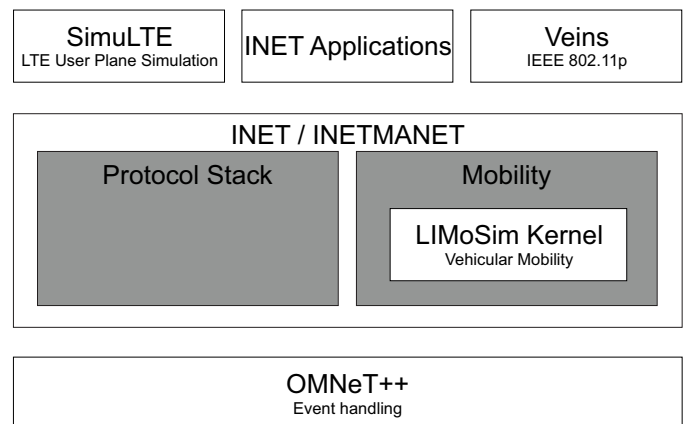 SimuLTE
LTE User Plane Simulation
INET Applications
Veins
IEEE 802.11p
INET / INETMANET
Protocol Stack
Mobility
LIMoSim Kernel
Vehicular Mobility
OMNeT++
Event handling